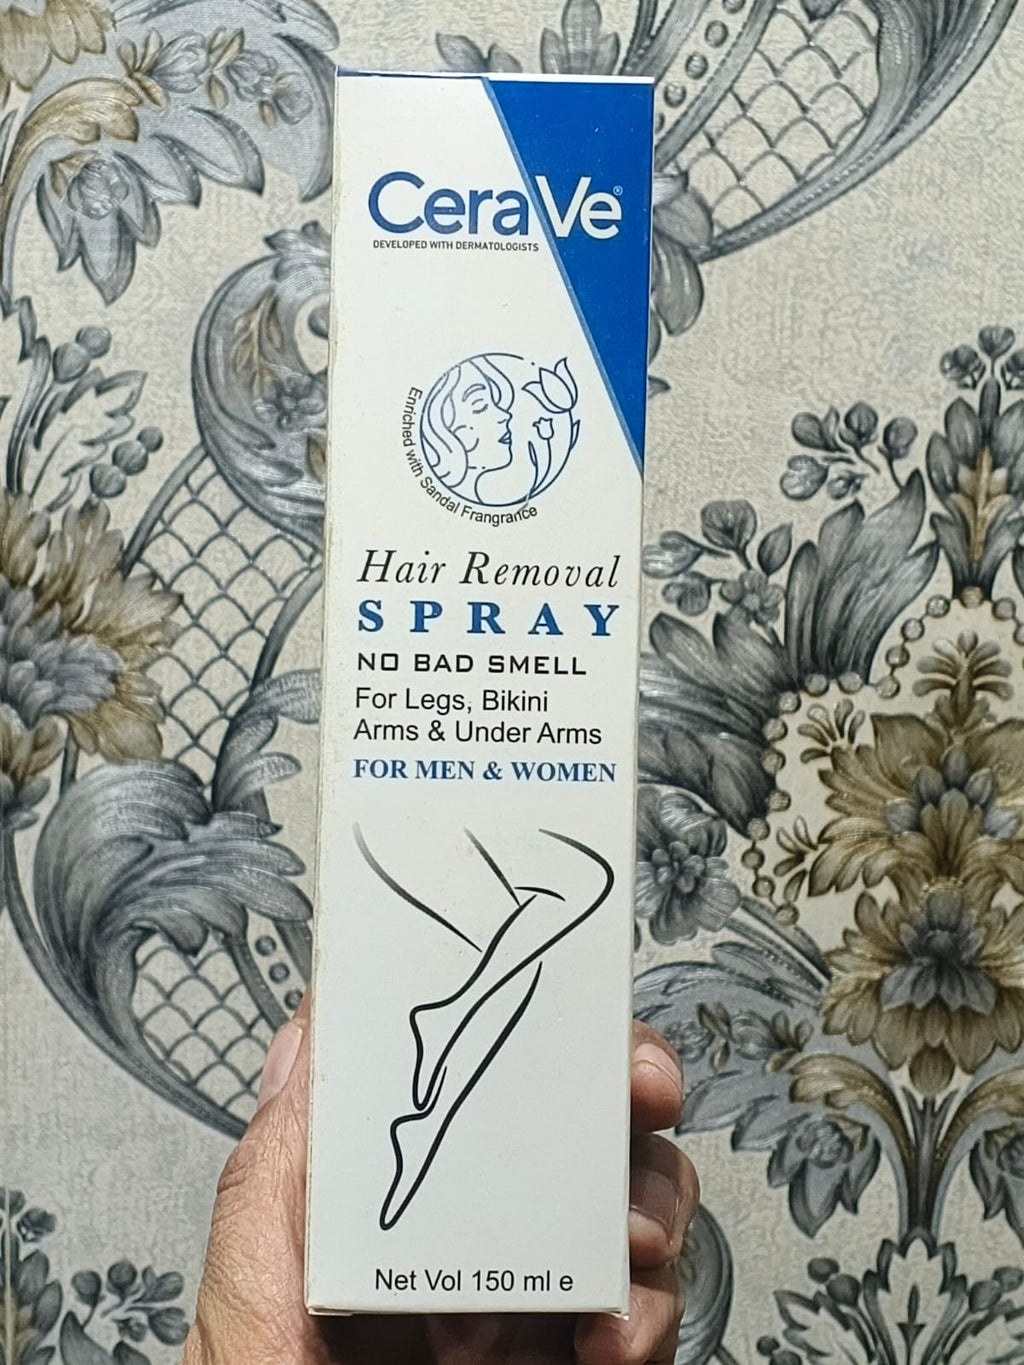 CeraVe®
DEVELOPED WITH DERMATOLOGISTS
Enriched with Sandal Frangrance
Hair Removal
SPRAY
NO BAD SMELL
For Legs, Bikini
Arms & Under Arms
FOR MEN & WOMEN
Net Vol 150 ml e